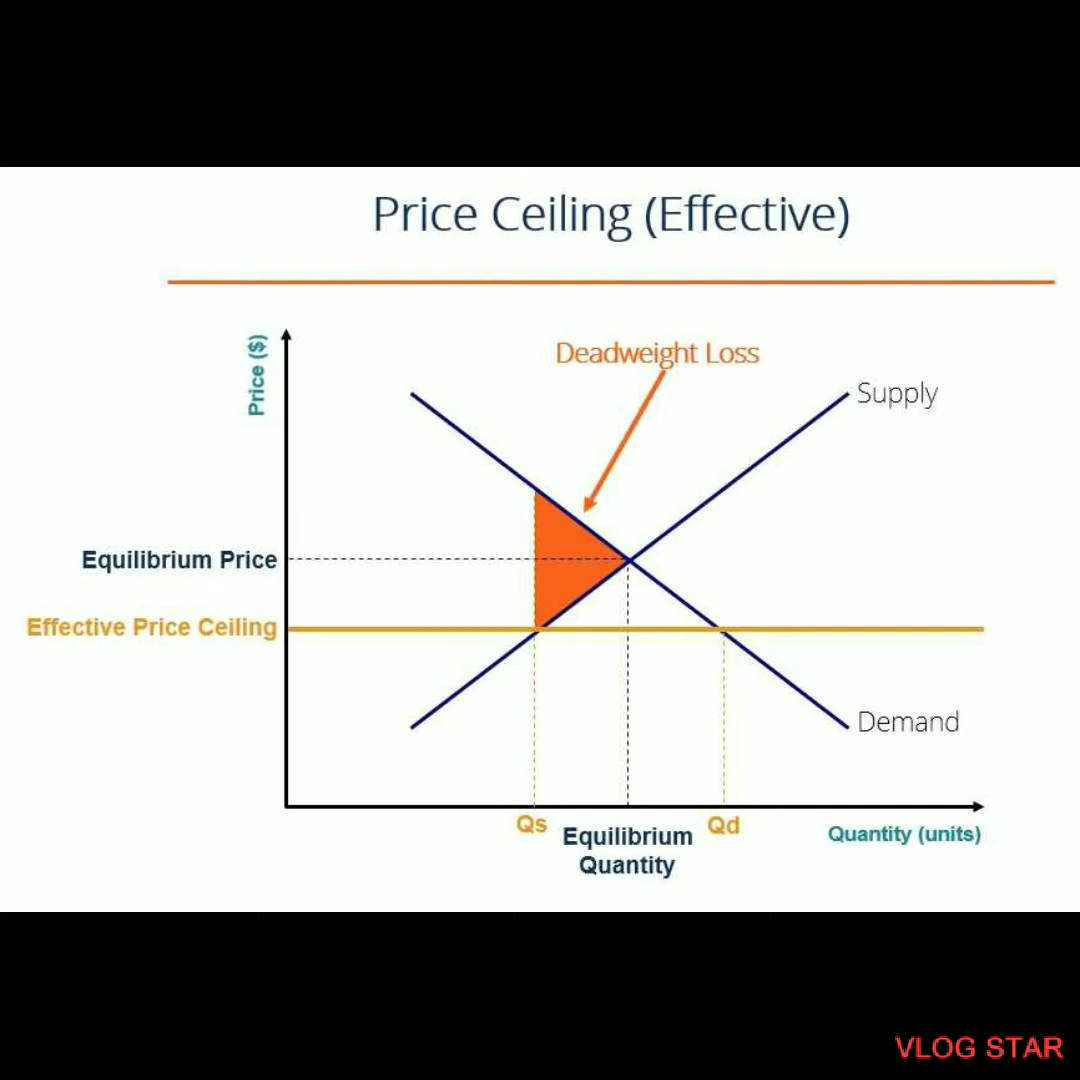 Price Ceiling (Effective)
Price ($)
Deadweight Loss
Supply
Equilibrium Price
Effective Price Ceiling
Demand
Qs
Equilibrium
Quantity
Qd
Quantity (units)
VLOG STAR